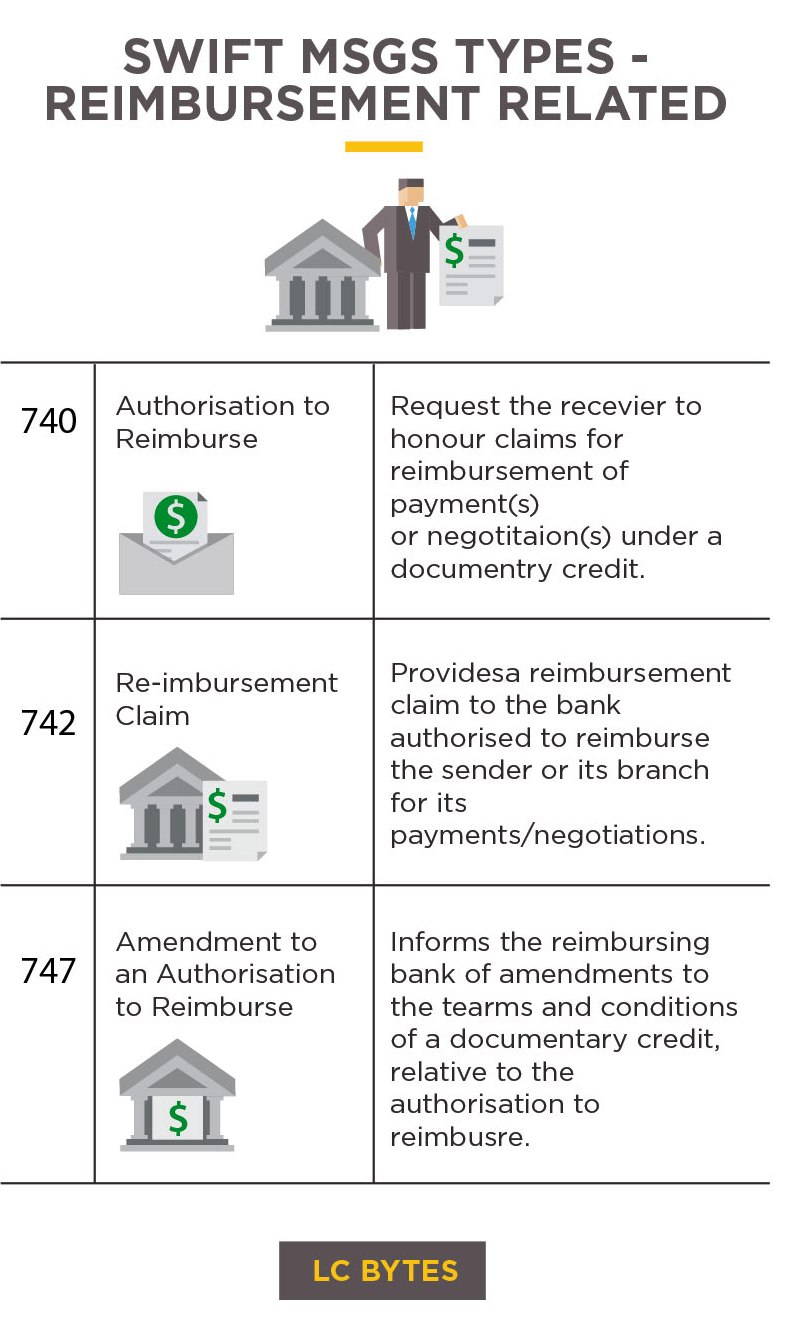 SWIFT MSGS TYPES -
REIMBURSEMENT RELATED
$
740
Authorisation to
Reimburse
$
Request the recevier to
honour claims for
reimbursement of
payment(s)
or negotitaion(s) under a
documentry credit.
742
Re-imbursement
Claim
$
Providesa reimbursement
claim to the bank
authorised to reimburse
the sender or its branch
for its
payments/negotiations.
747
Amendment to
an Authorisation
to Reimburse
$
Informs the reimbursing
bank of amendments to
the tearms and conditions
of a documentary credit,
relative to the
authorisation to
reimbusre.
LC BYTES